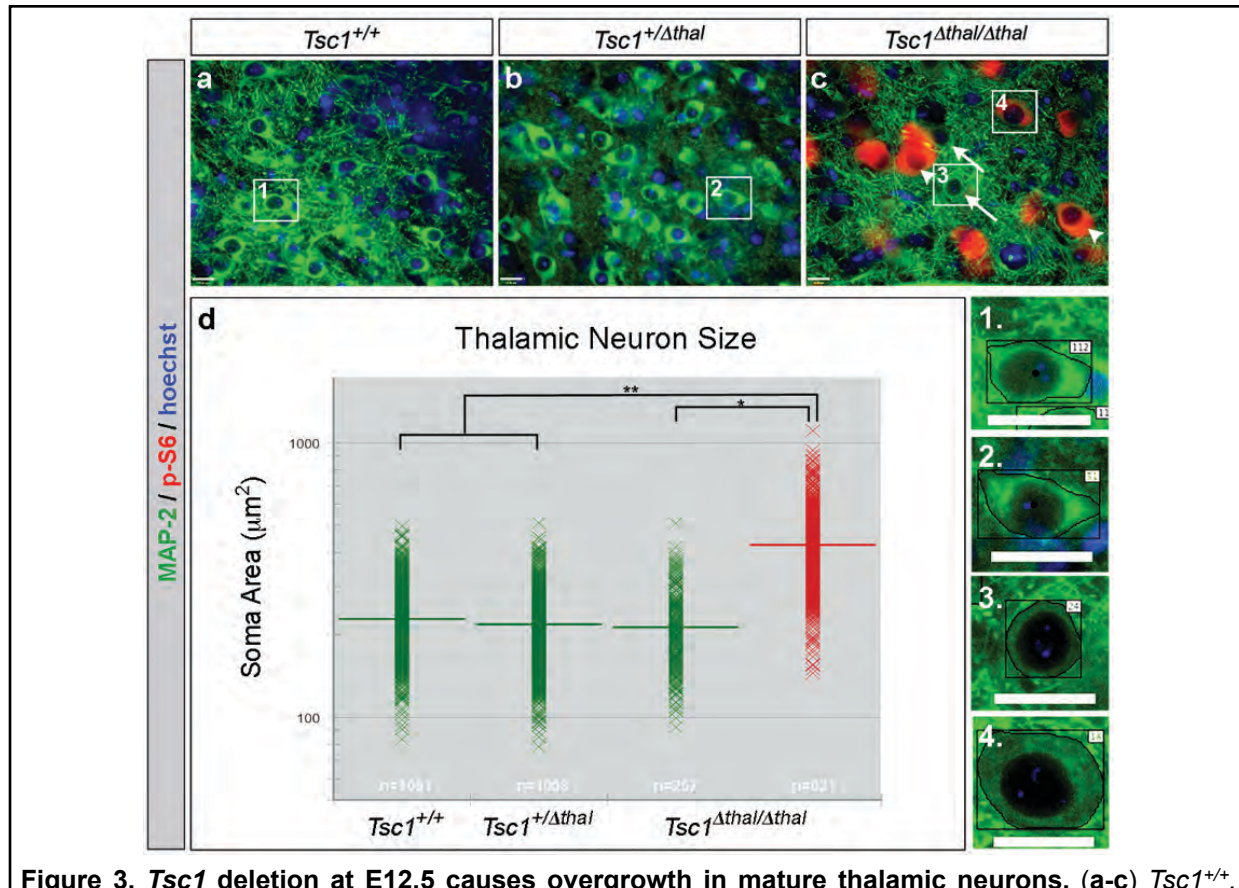 Tsc1+/+
Tsc1+/Δthal
Tsc1Δthal/Δthal
MAP-2 / p-S6 / hoechst
a
1
b
2
c
4
3
d
Thalamic Neuron Size
**
*
Soma Area (μm2)
1000
100
n=1008
Tsc1+/+
Tsc1+/Δthal
Tsc1Δthal/Δthal
1.
112
11
2.
51
3.
24
4.
Figure 3. Tsc1 deletion at E12.5 causes overgrowth in mature thalamic neurons. (a-c) Tsc1+/+,